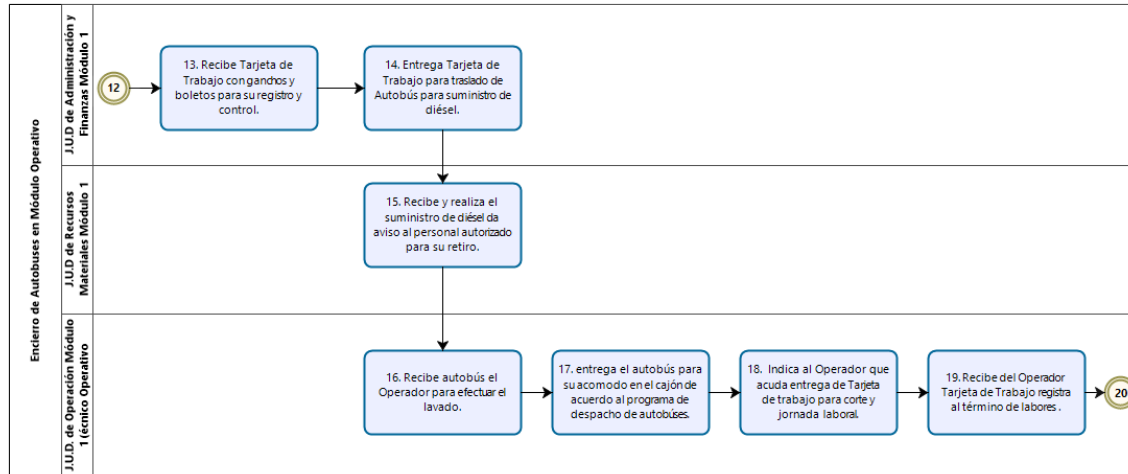 Encierro de Autobuses en Módulo Operativo
J.U.D de Administración y
Finanzas Módulo 1
12
13. Recibe Tarjeta de
Trabajo con ganchos y
boletos para su registro y
control.
14. Entrega Tarjeta de
Trabajo para traslado de
Autobús para suministro de
diésel.
J.U.D de Recursos
Materiales Módulo 1
15. Recibe y realiza el
suministro de diésel da
aviso al personal autorizado
para su retiro.
J.U.D de Operación Módulo
1 (técnico Operativo
16. Recibe autobús el
Operador para efectuar el
lavado.
17. entrega el autobús para
su acomodo en el cajón de
acuerdo al programa de
despacho de autobúses.
18. Indica al Operador que
acuda entrega de Tarjeta
de trabajo para corte y
jornada laboral.
19. Recibe del Operador
Tarjeta de Trabajo registra
al término de labores .
20